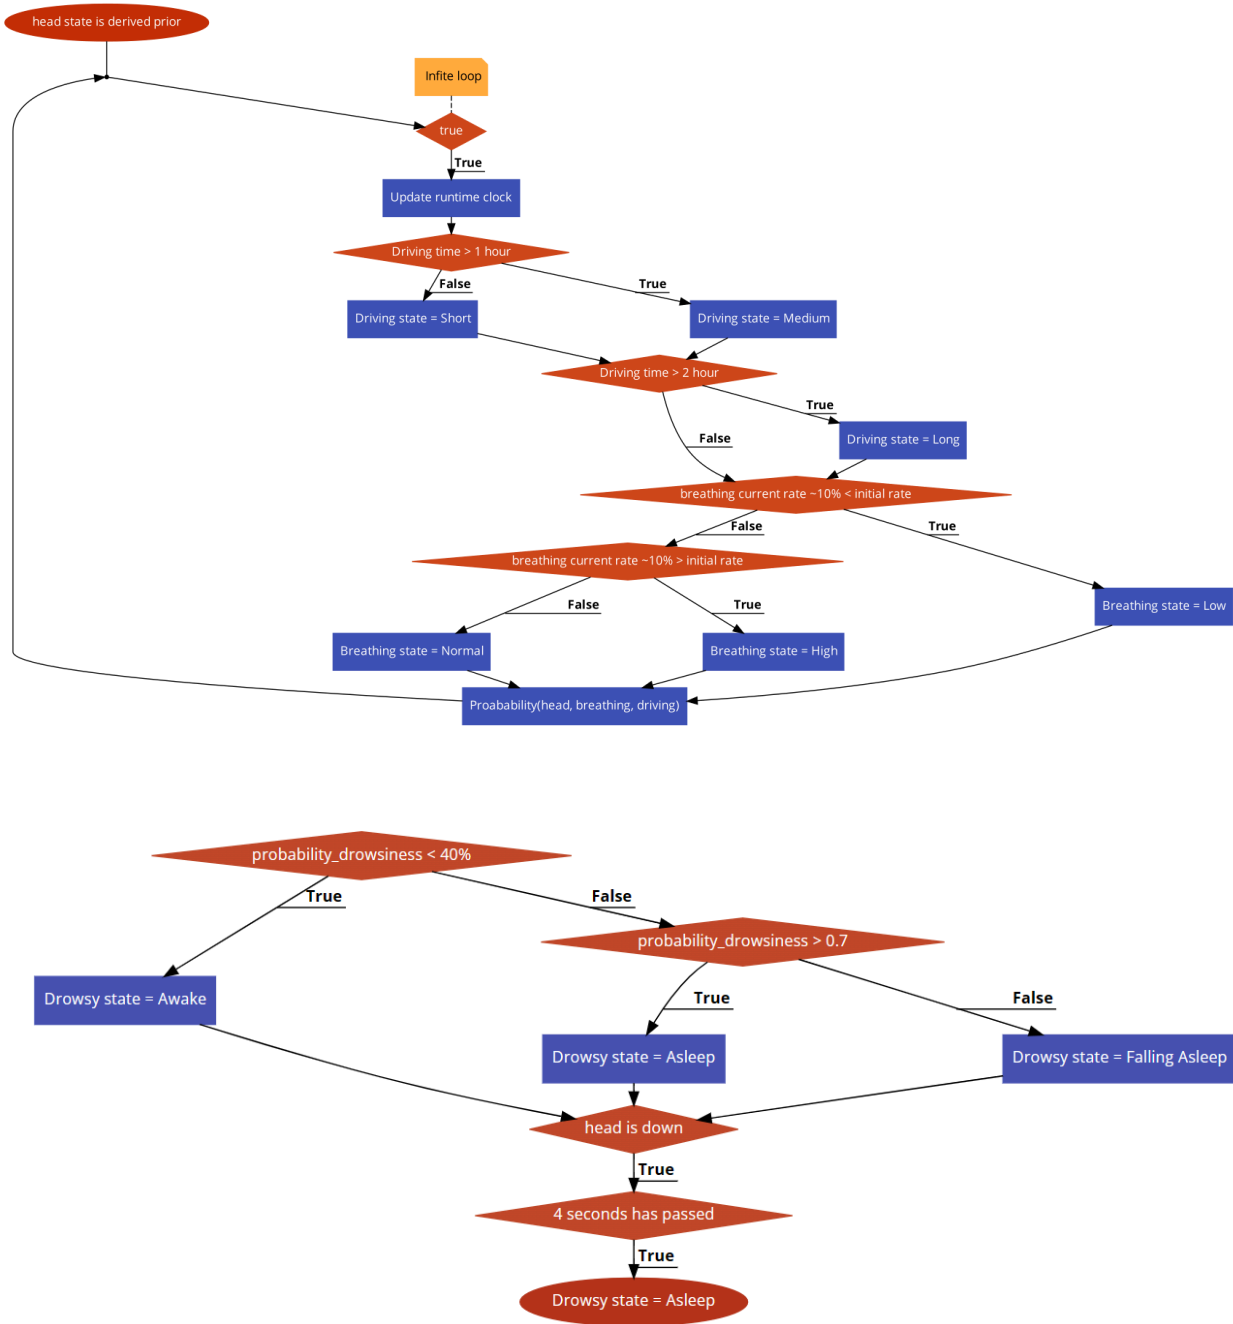 head state is derived prior
Infite loop
true
True
Update runtime clock
Driving time > 1 hour
False
True
Driving state = Short
Driving state = Medium
Driving time > 2 hour
True
False
Driving state = Long
breathing current rate ~10% < initial rate
False
True
breathing current rate ~10% > initial rate
False
True
Breathing state = Low
Breathing state = Normal
Breathing state = High
Proabability(head, breathing, driving)
probability_drowsiness < 40%
True
False
probability_drowsiness > 0.7
Drowsy state = Awake
True
False
Drowsy state = Asleep
Drowsy state = Falling Asleep
head is down
True
4 seconds has passed
True
Drowsy state = Asleep